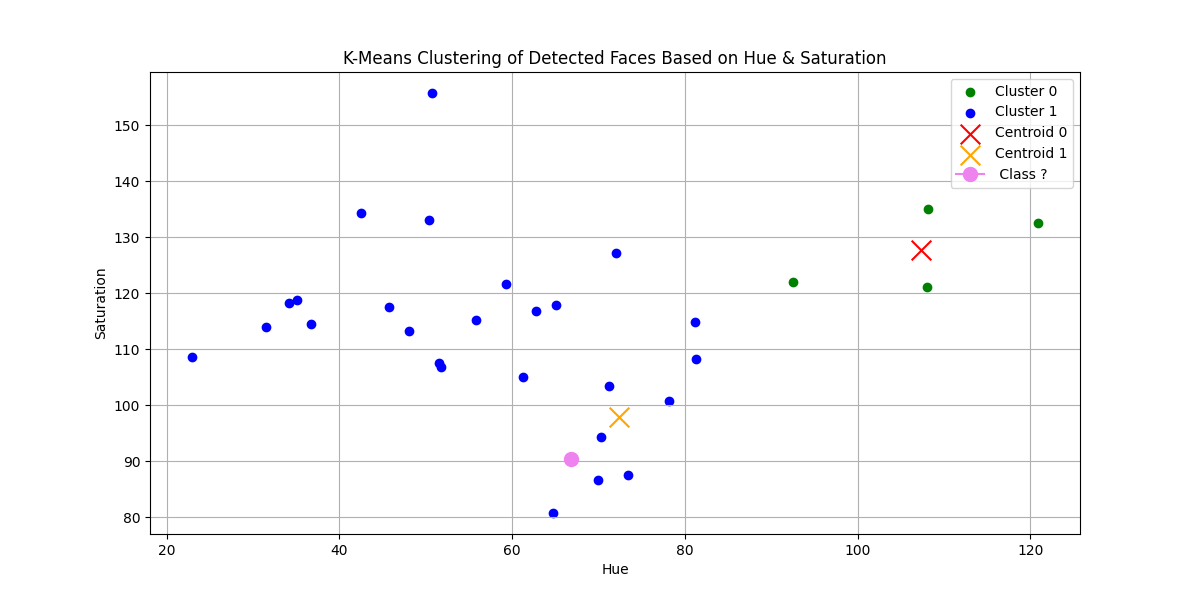 K-Means Clustering of Detected Faces Based on Hue & Saturation
Cluster 0
Cluster 1
Centroid 0
Centroid 1
Class ?
150
140
130
120
110
100
90
80
Saturation
20 40 60 80 100 120
Hue